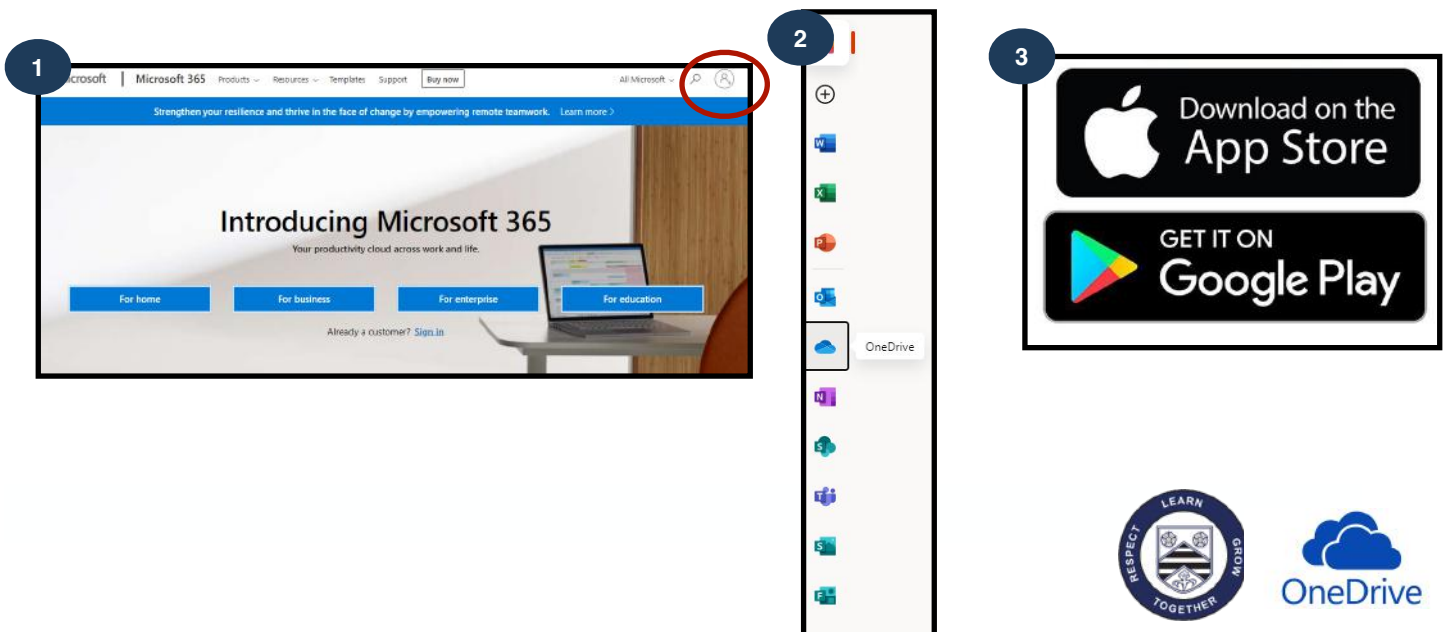 1
crosoft | Microsoft 365 Products Resources Templates Support Buy now All Microsoft
Strengthen your resilience and thrive in the face of change by empowering remote teamwork. Learn more >
Introducing Microsoft 365
Your productivity cloud across work and life.
For home For business For enterprise For education
Already a customer? Sign in
2
W
X
P
O
OneDrive
N
S
T
S
F
3
Download on the
App Store
GET IT ON
Google Play
LEARN
RESPECT
GROW
TOGETHER
OneDrive